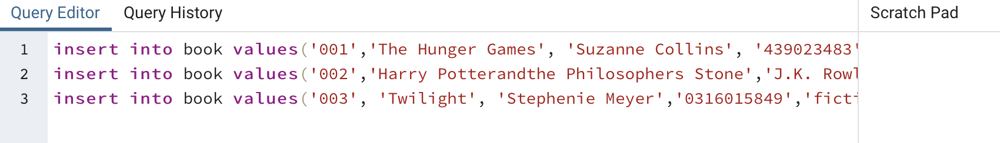 Query Editor Query History Scratch Pad
1 insert into book values('001','The Hunger Games', 'Suzanne Collins', '439023483'
2 insert into book values('002','Harry Potterandthe Philosophers Stone','J.K.
3 insert into book values('003', 'Twilight', 'Stephenie Meyer','0316015849',